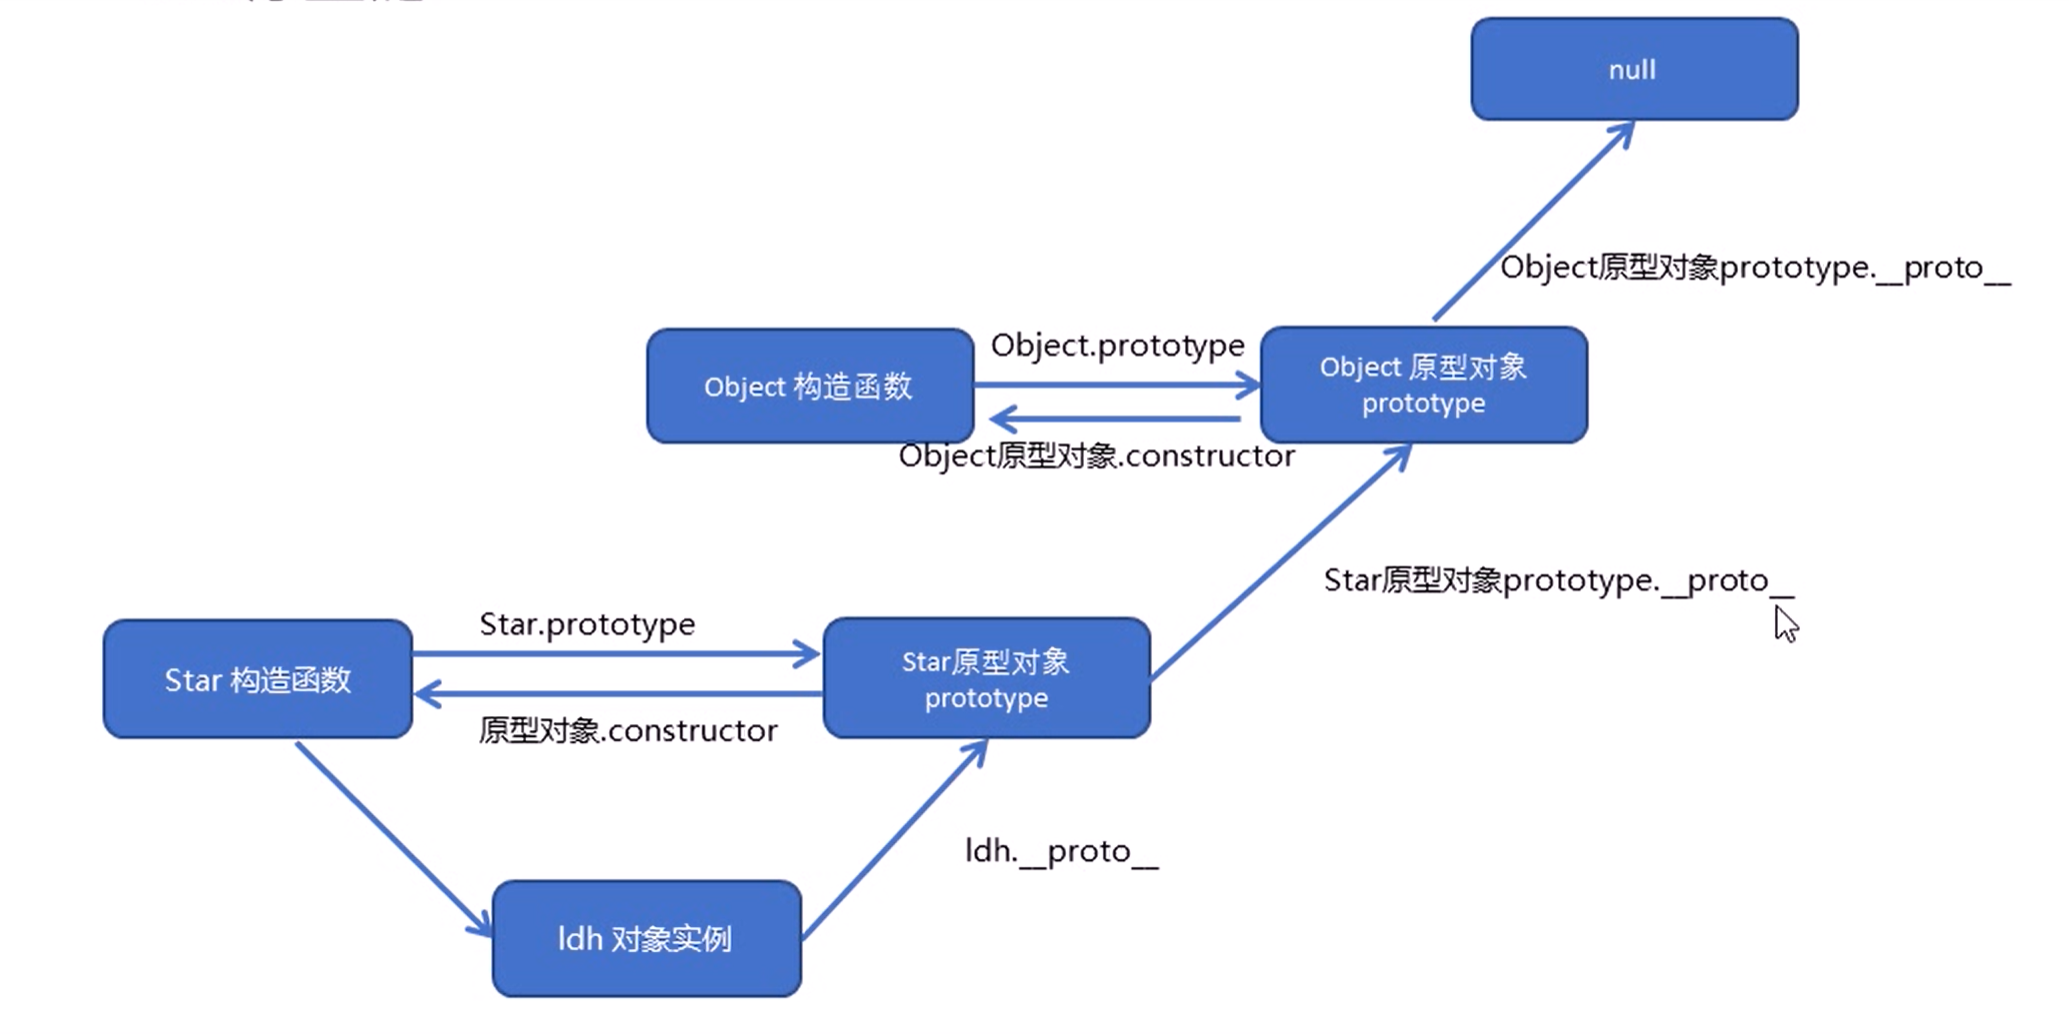 null
Object原型对象prototype.__proto__
Object.prototype
Object 构造函数
Object 原型对象
prototype
Object原型对象.constructor
Star原型对象prototype.__proto__
Star.prototype
Star 构造函数
Star原型对象
prototype
原型对象.constructor
ldh.__proto__
ldh 对象实例